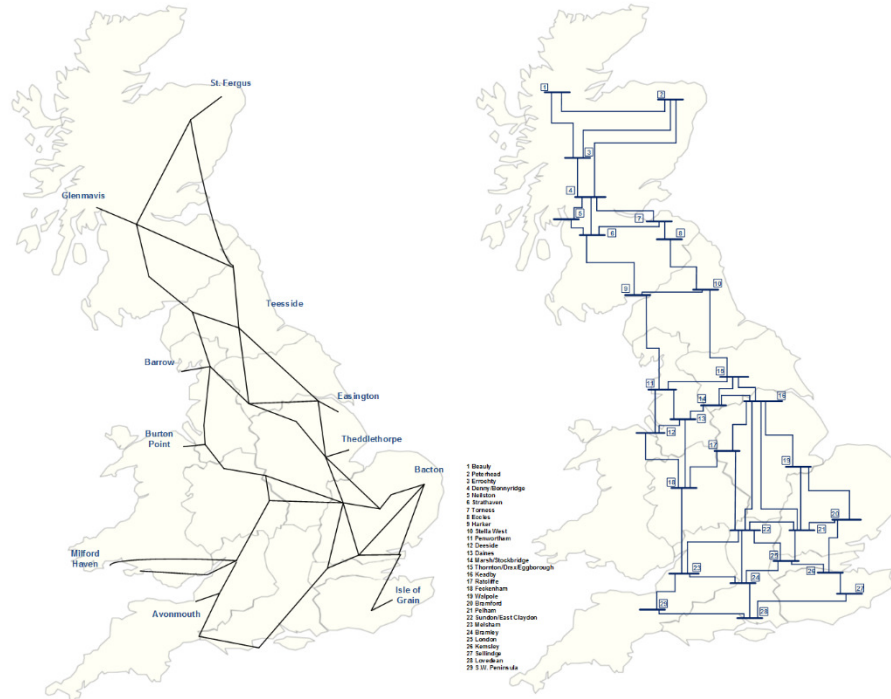 St. Fergus
Glenmavis
Teesside
Barrow
Easington
Burton
Point
Theddlethorpe
Bacton
Milford
Haven
Isle of
Grain
Avonmouth
1
2
3
4
5
6
7
8
9
10
11
12
13
14
15
16
17
18
19
20
21
22
23
24
25
26
27
28
29
1 Beauly
2 Peterhead
3 Errochty
4 Denny/Bonnybridge
5 Neilston
6 Strathaven
7 Torness
8 Eccles
9 Harker
10 Stella West
11 Penwortham
12 Deeside
13 Daines
14 Marsh/Stocksbridge
15 Thornton/Drax/Eggborough
16 Keadby
17 Ratcliffe
18 Feckenham
19 Walpole
20 Bramford
21 Pelham
22 Sundon/East Claydon
23 Melksham
24 Bramley
25 London
26 Kemsley
27 Sellindge
28 Lovedean
29 S.W. Peninsula